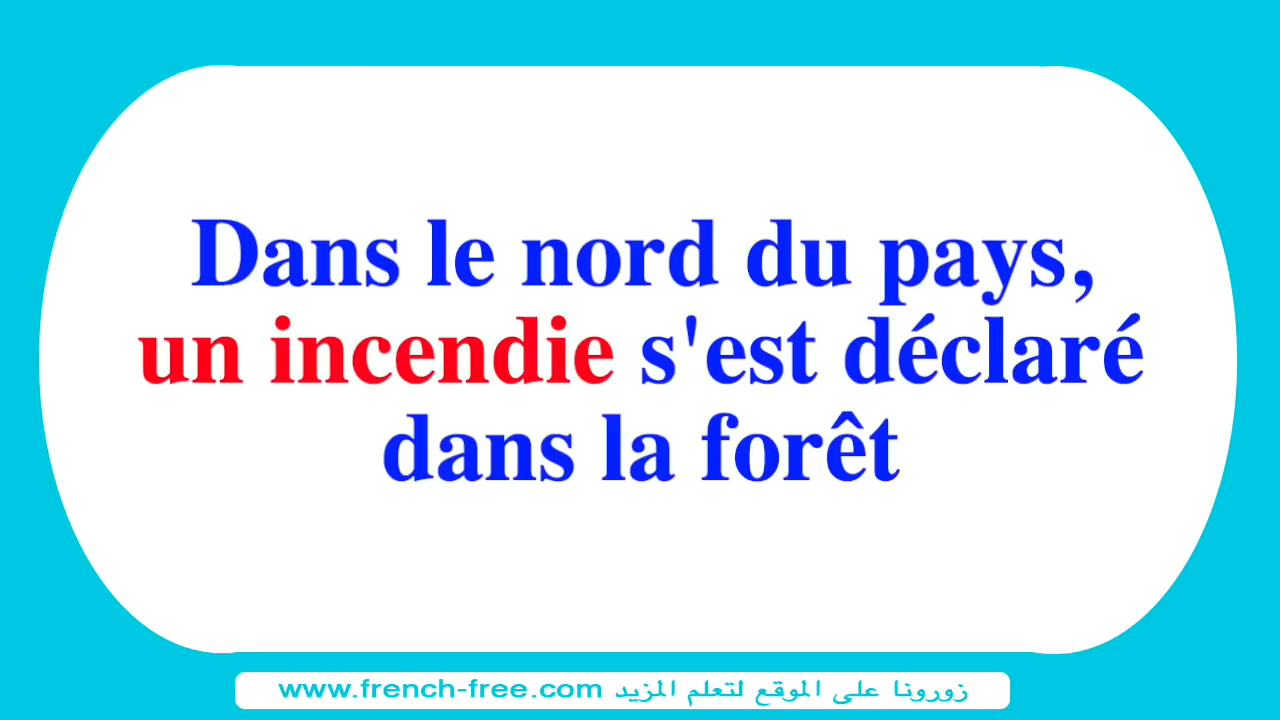 Dans le nord du pays,
un incendie s'est déclaré
dans la forêt
زورونا على الموقع لتعلم المزيد www.french-free.com